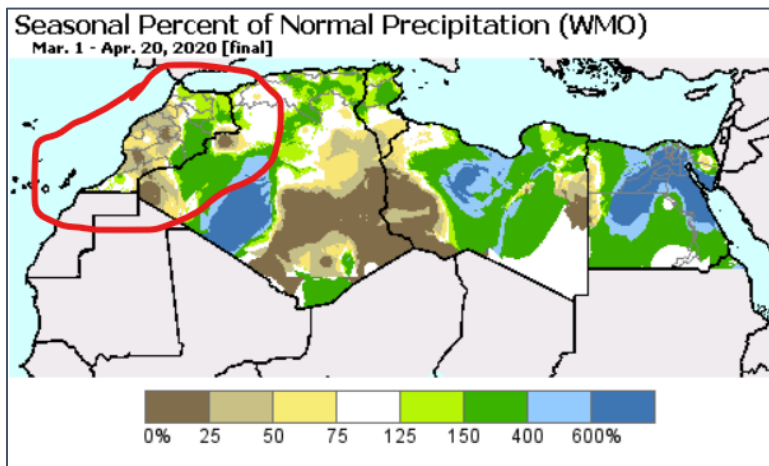 Seasonal Percent of Normal Precipitation (WMO)
Mar. 1 - Apr. 20, 2020 [final]
0% 25 50 75 125 150 400 600%